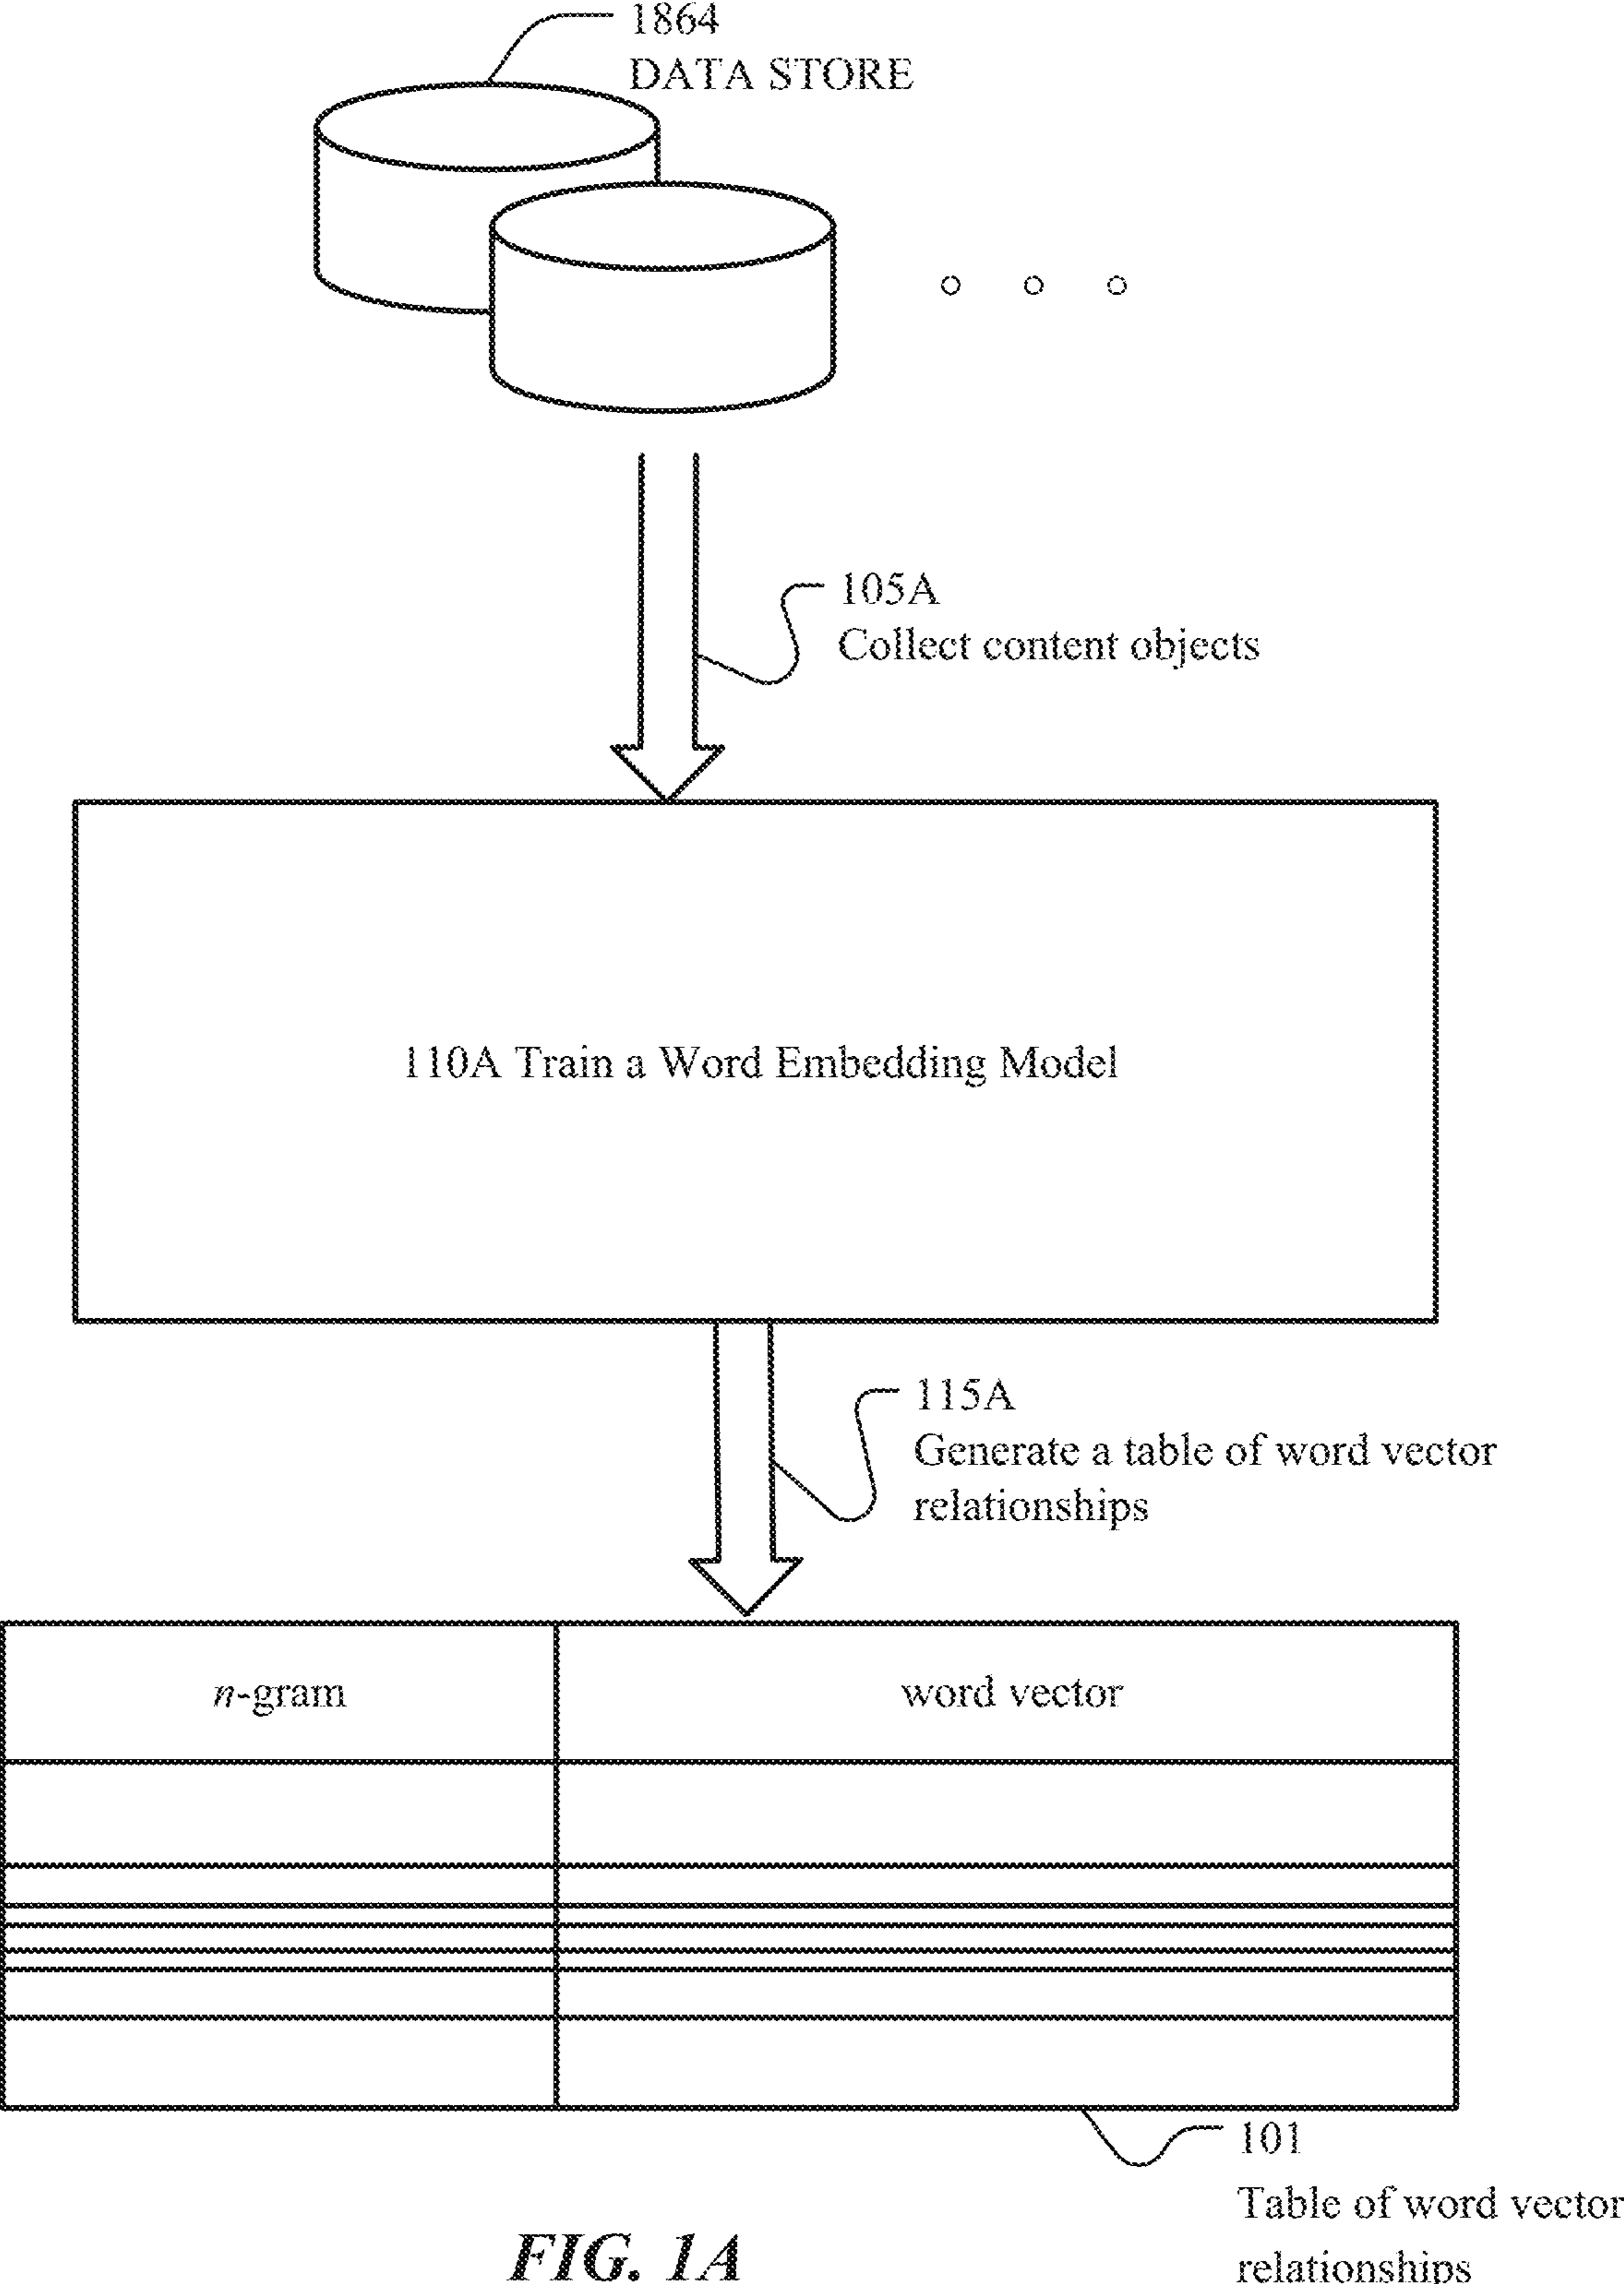 1864
DATA STORE
105A
Collect content objects
110A Train a Word Embedding Model
115A
Generate a table of word vector
relationships
n-gram
word vector
101
Table of word vector
relationships
FIG. 1A